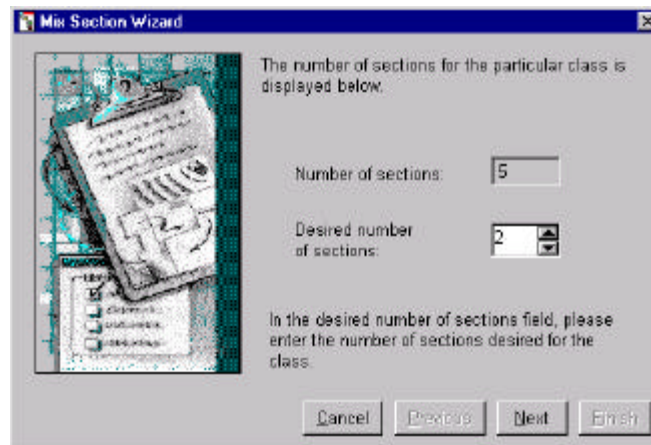 Mix Section Wizard
The number of sections for the particular class is
displayed below.
Number of sections: 5
Desired number
of sections: 2
In the desired number of sections field, please
enter the number of sections desired for the
class.
Cancel Previous Next Finish